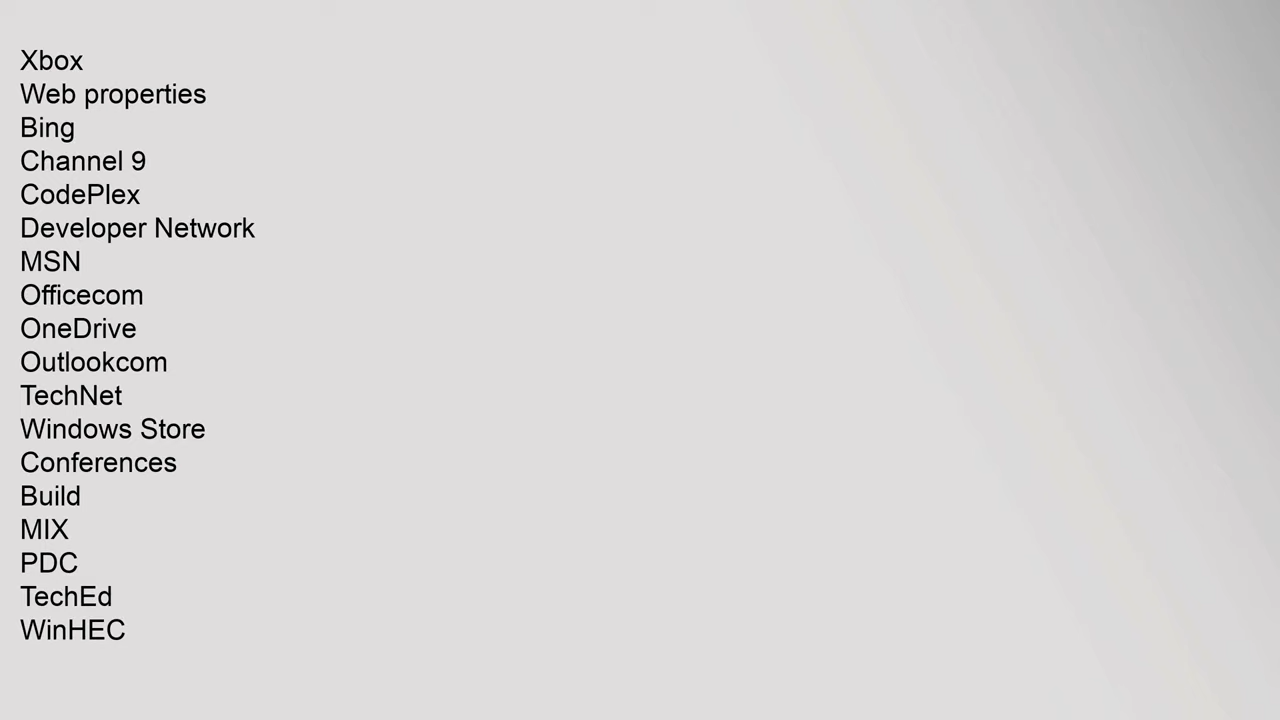 Xbox
Web properties
Bing
Channel 9
CodePlex
Developer Network
MSN
Officecom
OneDrive
Outlookcom
TechNet
Windows Store
Conferences
Build
MIX
PDC
TechEd
WinHEC